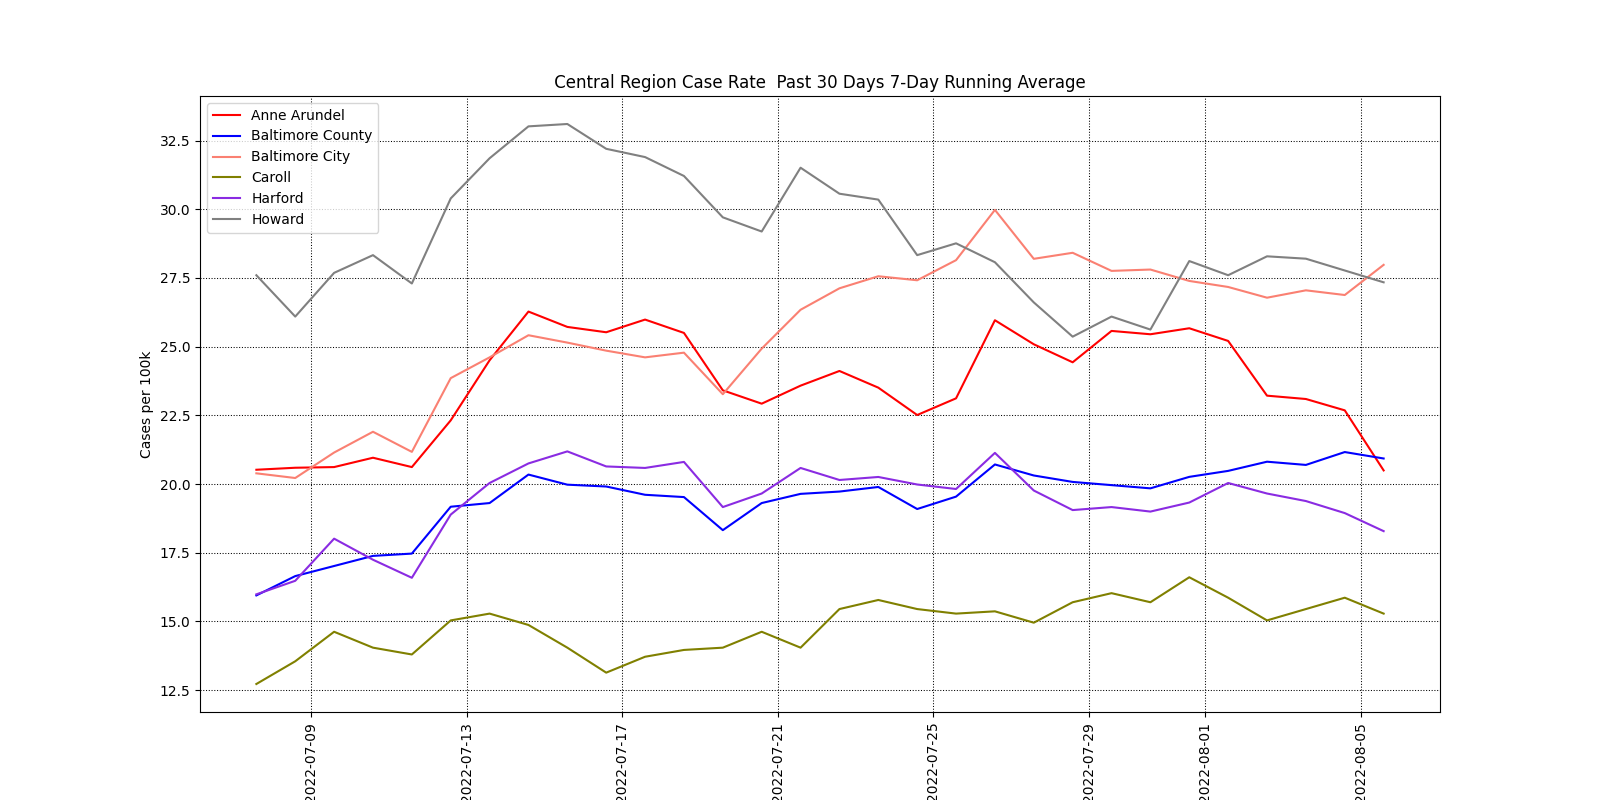 Central Region Case Rate  Past 30 Days 7-Day Running Average
Anne Arundel
Baltimore County
Baltimore City
Caroll
Harford
Howard
Cases per 100k
32.5
30.0
27.5
25.0
22.5
20.0
17.5
15.0
12.5
2022-07-09
2022-07-13
2022-07-17
2022-07-21
2022-07-25
2022-07-29
2022-08-01
2022-08-05